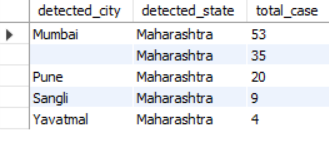 detected_city detected_state total_case
Mumbai Maharashtra 53
Maharashtra 35
Pune Maharashtra 20
Sangli Maharashtra 9
Yavatmal Maharashtra 4